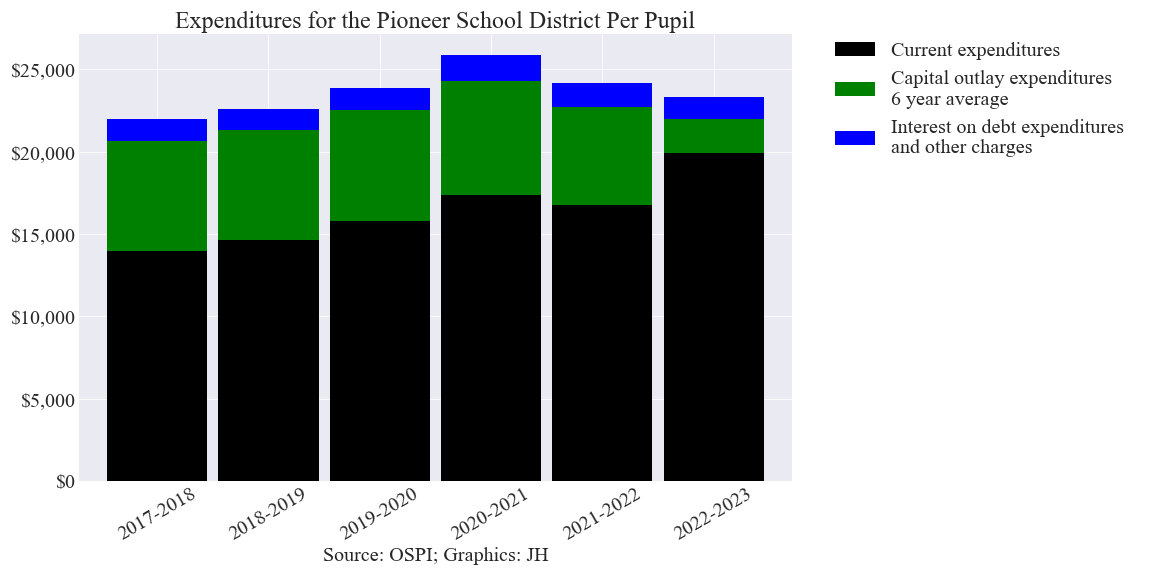 Expenditures for the Pioneer School District Per Pupil
$25,000
$20,000
$15,000
$10,000
$5,000
$0
2017-2018
2018-2019
2019-2020
2020-2021
2021-2022
2022-2023
Source: OSPI; Graphics: JH
Current expenditures
Capital outlay expenditures
6 year average
Interest on debt expenditures
and other charges